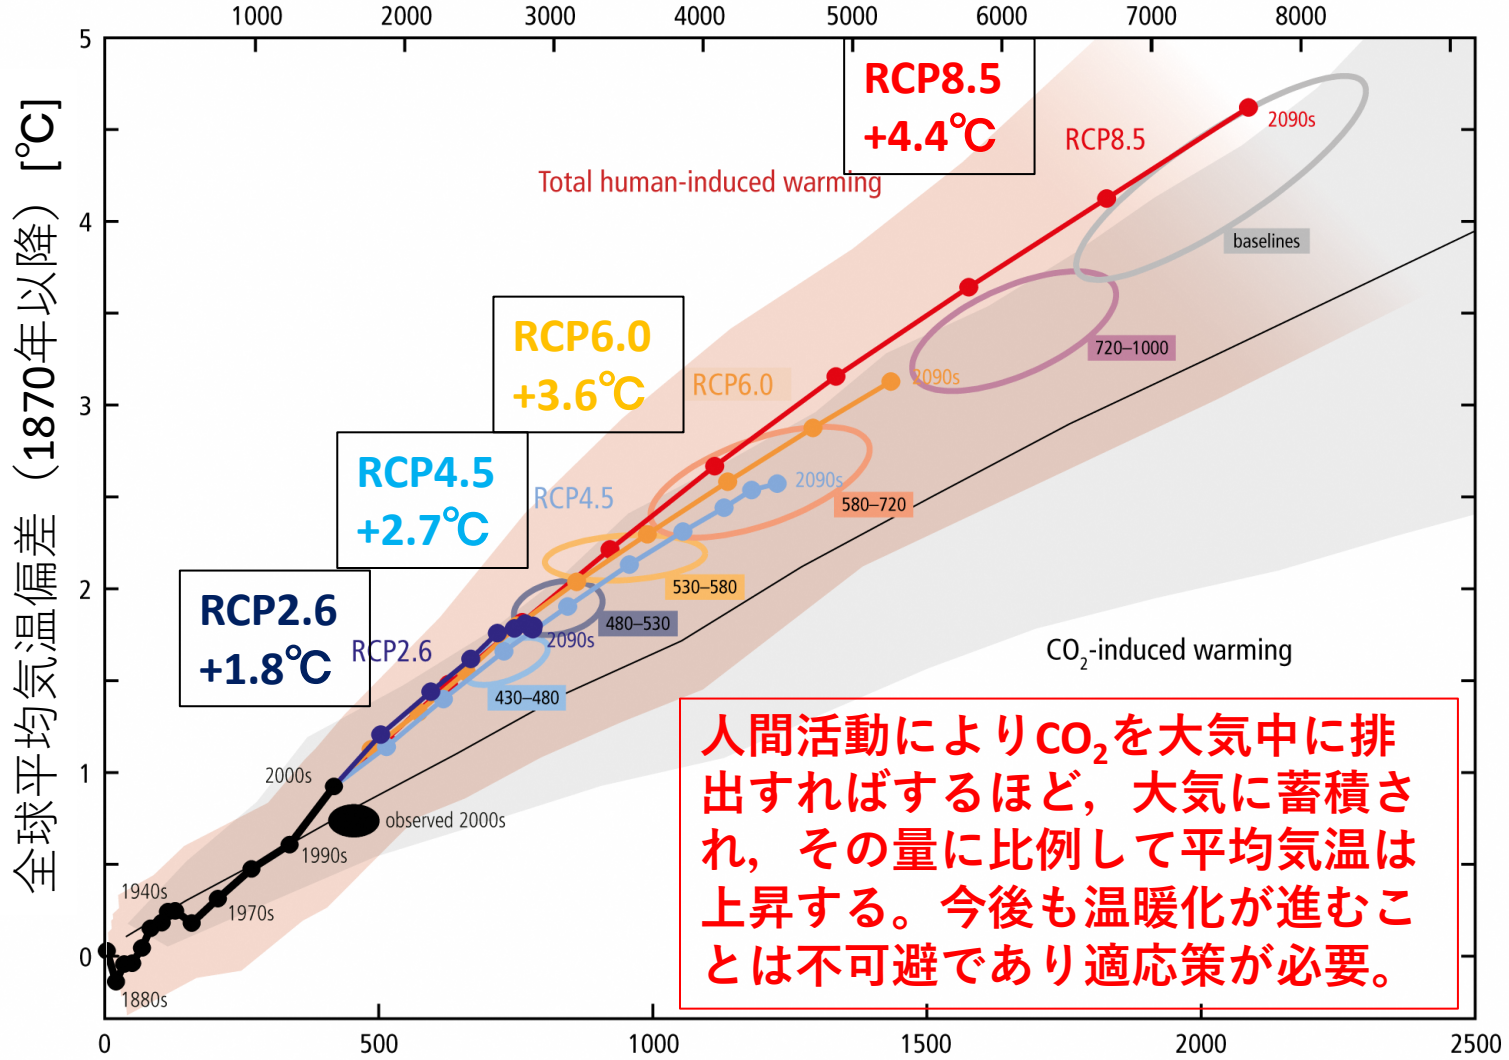 1000 2000 3000 4000 5000 6000 7000 8000
5
4
3
2
1
0
全球平均気温偏差（1870年以降）[℃]
RCP8.5
+4.4℃
RCP8.5
2090s
Total human-induced warming
baselines
RCP6.0
+3.6℃
RCP6.0
2090s
720–1000
RCP4.5
+2.7℃
RCP4.5
2090s
580–720
530–580
RCP2.6
+1.8℃
RCP2.6
2090s
480–530
430–480
CO₂-induced warming
2000s
observed 2000s
1990s
1940s
1970s
1880s
人間活動によりCO₂を大気中に排
出すればするほど，大気に蓄積さ
れ，その量に比例して平均気温は
上昇する。今後も温暖化が進むこ
とは不可避であり適応策が必要。
0 500 1000 1500 2000 2500